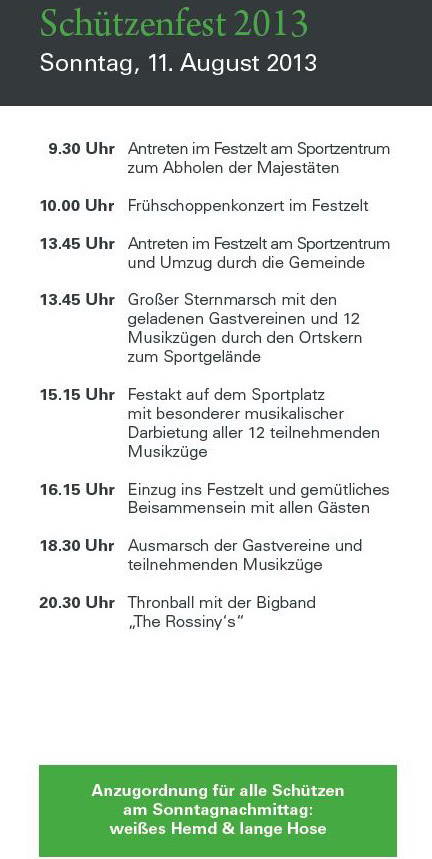 Schützenfest 2013
Sonntag, 11. August 2013
9.30 Uhr Antreten im Festzelt am Sportzentrum
zum Abholen der Majestäten
10.00 Uhr Frühschoppenkonzert im Festzelt
13.45 Uhr Antreten im Festzelt am Sportzentrum
und Umzug durch die Gemeinde
13.45 Uhr Großer Sternmarsch mit den
geladenen Gastvereinen und 12
Musikzügen durch den Ortskern
zum Sportgelände
15.15 Uhr Festakt auf dem Sportplatz
mit besonderer musikalischer
Darbietung aller 12 teilnehmenden
Musikzüge
16.15 Uhr Einzug ins Festzelt und gemütliches
Beisammensein mit allen Gästen
18.30 Uhr Ausmarsch der Gastvereine und
teilnehmenden Musikzüge
20.30 Uhr Thronball mit der Bigband
„The Rossiny‘s“
Anzugordnung für alle Schützen
am Sonntagnachmittag:
weißes Hemd & lange Hose